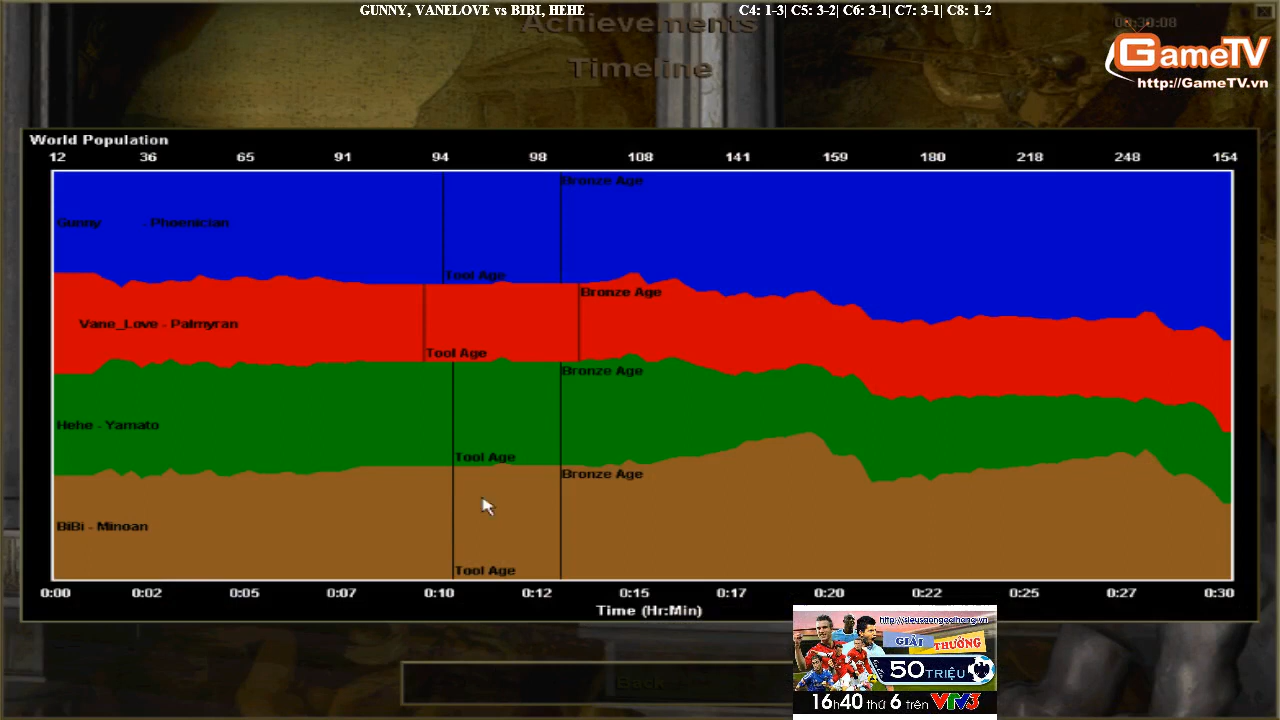 GUNNY, VANELOVE vs BIBI, HEHE C4: 1-3| C5: 3-2| C6: 3-1| C7: 3-1| C8: 1-2
Achievements
00:30:08
Timeline
GameTV
http://GameTV.vn
World Population
12 36 65 91 94 98 108 141 159 180 218 248 154
Bronze Age
Gunny - Phoenician
Tool Age
Bronze Age
Vane_Love - Palmyran
Tool Age
Bronze Age
Hehe - Yamato
Tool Age
Bronze Age
BiBi - Minoan
Tool Age
0:00 0:02 0:05 0:07 0:10 0:12 0:15 0:17 0:20 0:22 0:25 0:27 0:30
Time (Hr:Min)
http://sieusaongoaihang.vn
GIẢI THƯỞNG
50 TRIỆU
Back
16h40 thứ 6 trên VTV3